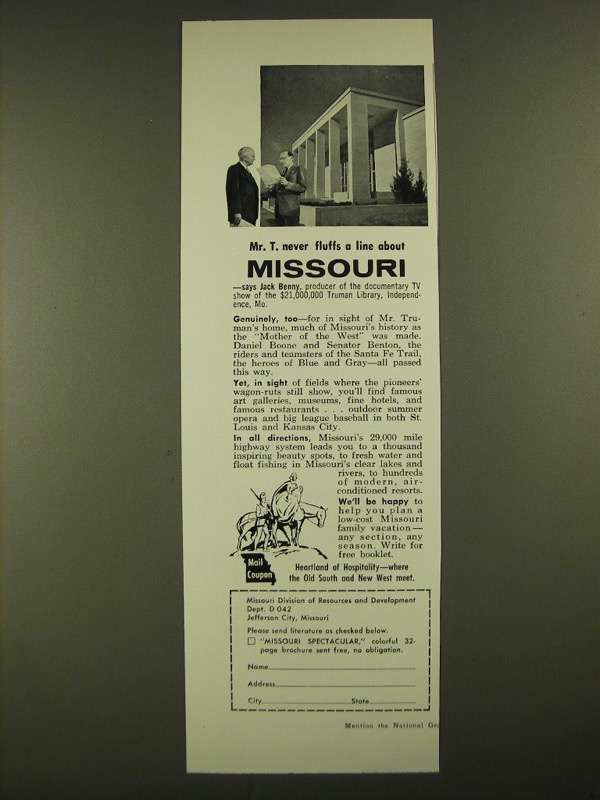 Mr. T. never fluffs a line about
MISSOURI
—says Jack Benny, producer of the documentary TV
show of the $21,000,000 Truman Library, Independ-
ence, Mo.
Genuinely, too—for in sight of Mr. Tru-
man's home, much of Missouri's history as
the "Mother of the West" was made.
Daniel Boone and Senator Benton, the
riders and teamsters of the Santa Fe Trail,
the heroes of Blue and Gray—all passed
this way.
Yet, in sight of fields where the pioneers'
wagon-ruts still show, you'll find famous
art galleries, museums, fine hotels, and
famous restaurants . . . outdoor summer
opera and big league baseball in both St.
Louis and Kansas City.
In all directions, Missouri's 29,000 mile
highway system leads you to a thousand
inspiring beauty spots, to fresh water and
float fishing in Missouri's clear lakes and
rivers, to hundreds
of modern, air-
conditioned resorts.
We'll be happy to
help you plan a
low-cost Missouri
family vacation—
any section, any
season. Write for
free booklet.
Mail
Coupon
Heartland of Hospitality—where
the Old South and New West meet.
Missouri Division of Resources and Development
Dept. D 042
Jefferson City, Missouri
Please send literature as checked below.
"MISSOURI SPECTACULAR," colorful 32-
page brochure sent free, no obligation.
Name
Address
City State
Mention the National Geo